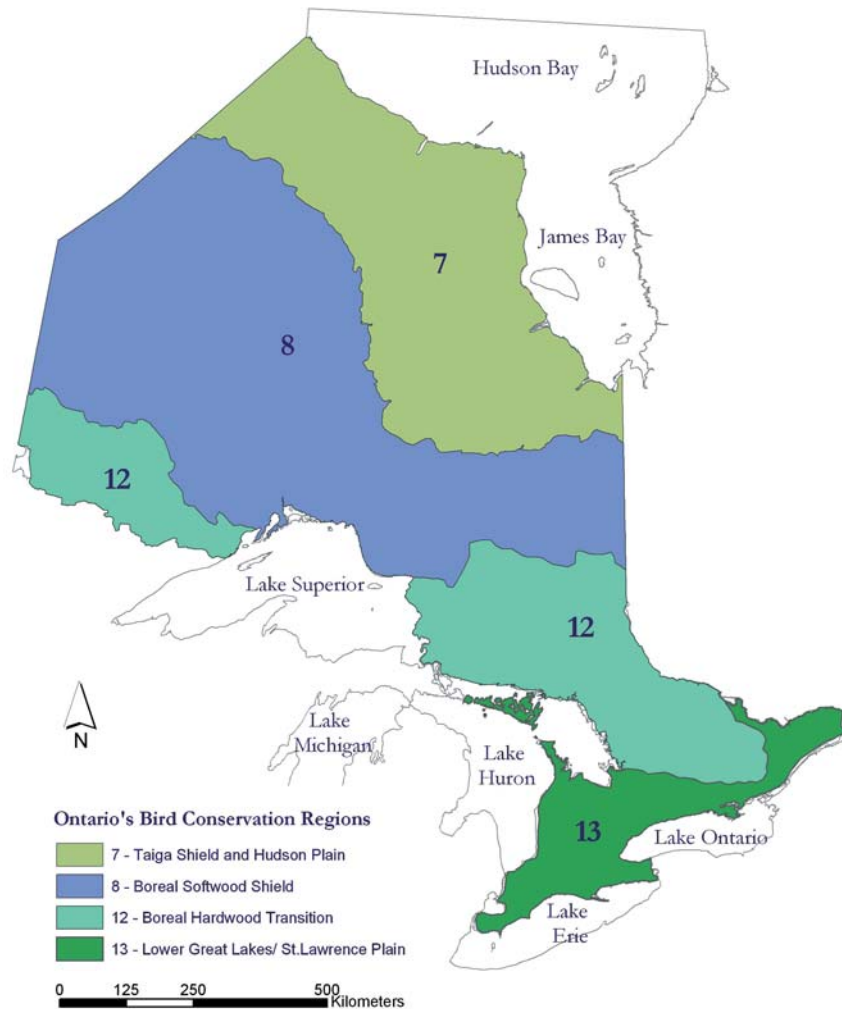 Hudson Bay
James Bay
7
8
12
Lake Superior
12
N
Lake
Michigan
Lake
Huron
13
Lake Ontario
Lake
Erie
Ontario's Bird Conservation Regions
7 - Taiga Shield and Hudson Plain
8 - Boreal Softwood Shield
12 - Boreal Hardwood Transition
13 - Lower Great Lakes/ St.Lawrence Plain
0 125 250 500
Kilometers